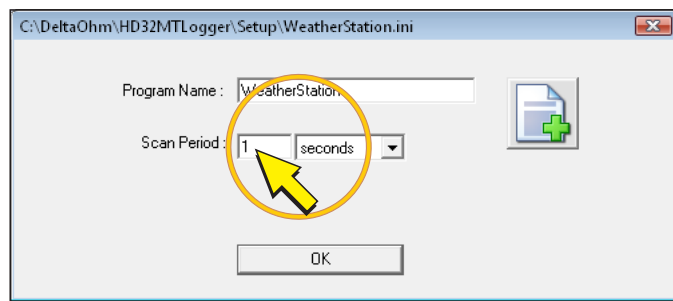 C:\DeltaOhm\HD32MTLogger\Setup\WeatherStation.ini
Program Name : WeatherStation
Scan Period : 1 seconds
OK